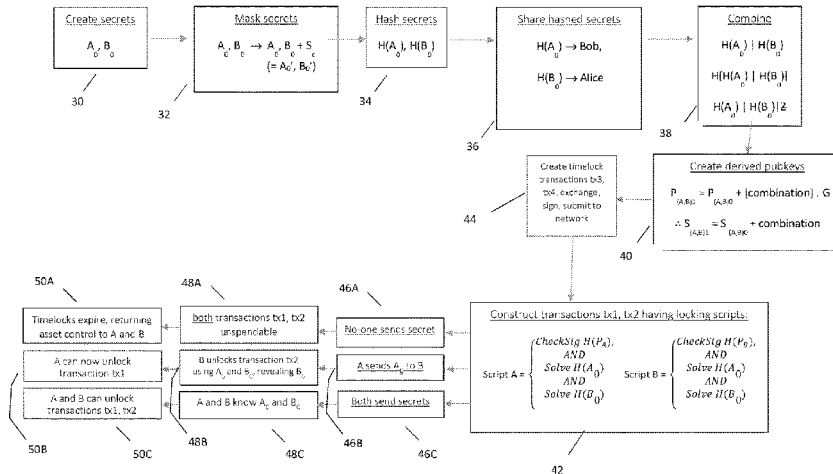 Create secrets
A0, B0
30
Mask secrets
A0, B0 → A0, B0 + Sc
(= A0', B0')
32
Hash secrets
H(A0), H(B0)
34
Share hashed secrets
H(A0) → Bob,
H(B0) → Alice
36
Combine
H(A0) | H(B0)
H(H(A0) | H(B0)|
H(A0) | H(B0)|z
38
Create derived pubkeys
P(A,B)1 = P(A,B)0 + [combination] . G
∴ S(A,B)1 = S(A,B)0 + combination
40
Create timelock
transactions tx3,
tx4, exchange,
sign, submit to
network
44
Construct transactions tx1, tx2 having locking scripts:
Script A = { CheckSig H(PA),
AND
Solve H(A0)
AND
Solve H(B0)
Script B = { CheckSig H(PB),
AND
Solve H(A0)
AND
Solve H(B0)
42
46A
No-one sends secret
A sends A0 to B
Both send secrets
46B
46C
48A
both transactions tx1, tx2
unspendable
B unlocks transaction tx2
using A0 and B0, revealing B0
A and B know A0 and B0
48B
48C
50A
Timelocks expire, returning
asset control to A and B
A can now unlock
transaction tx1
A and B can unlock
transactions tx1, tx2
50B
50C